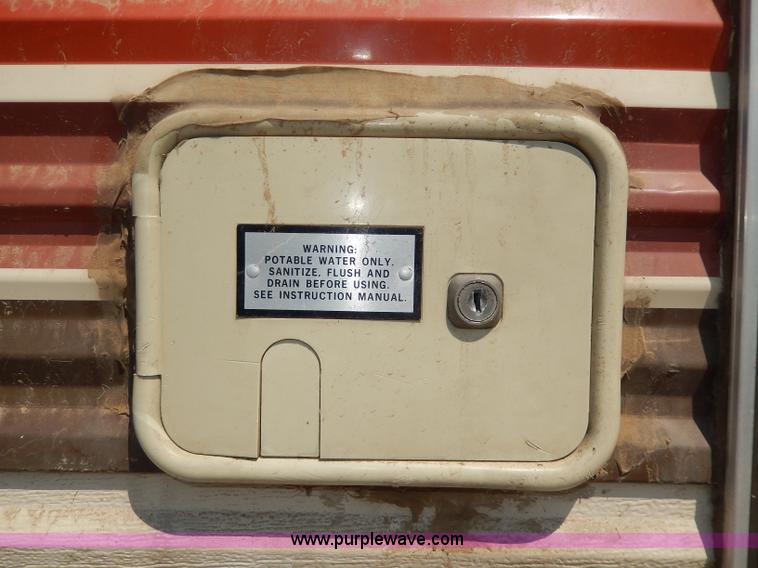 WARNING:
POTABLE WATER ONLY.
SANITIZE, FLUSH AND
DRAIN BEFORE USING.
SEE INSTRUCTION MANUAL.
www.purplewave.com